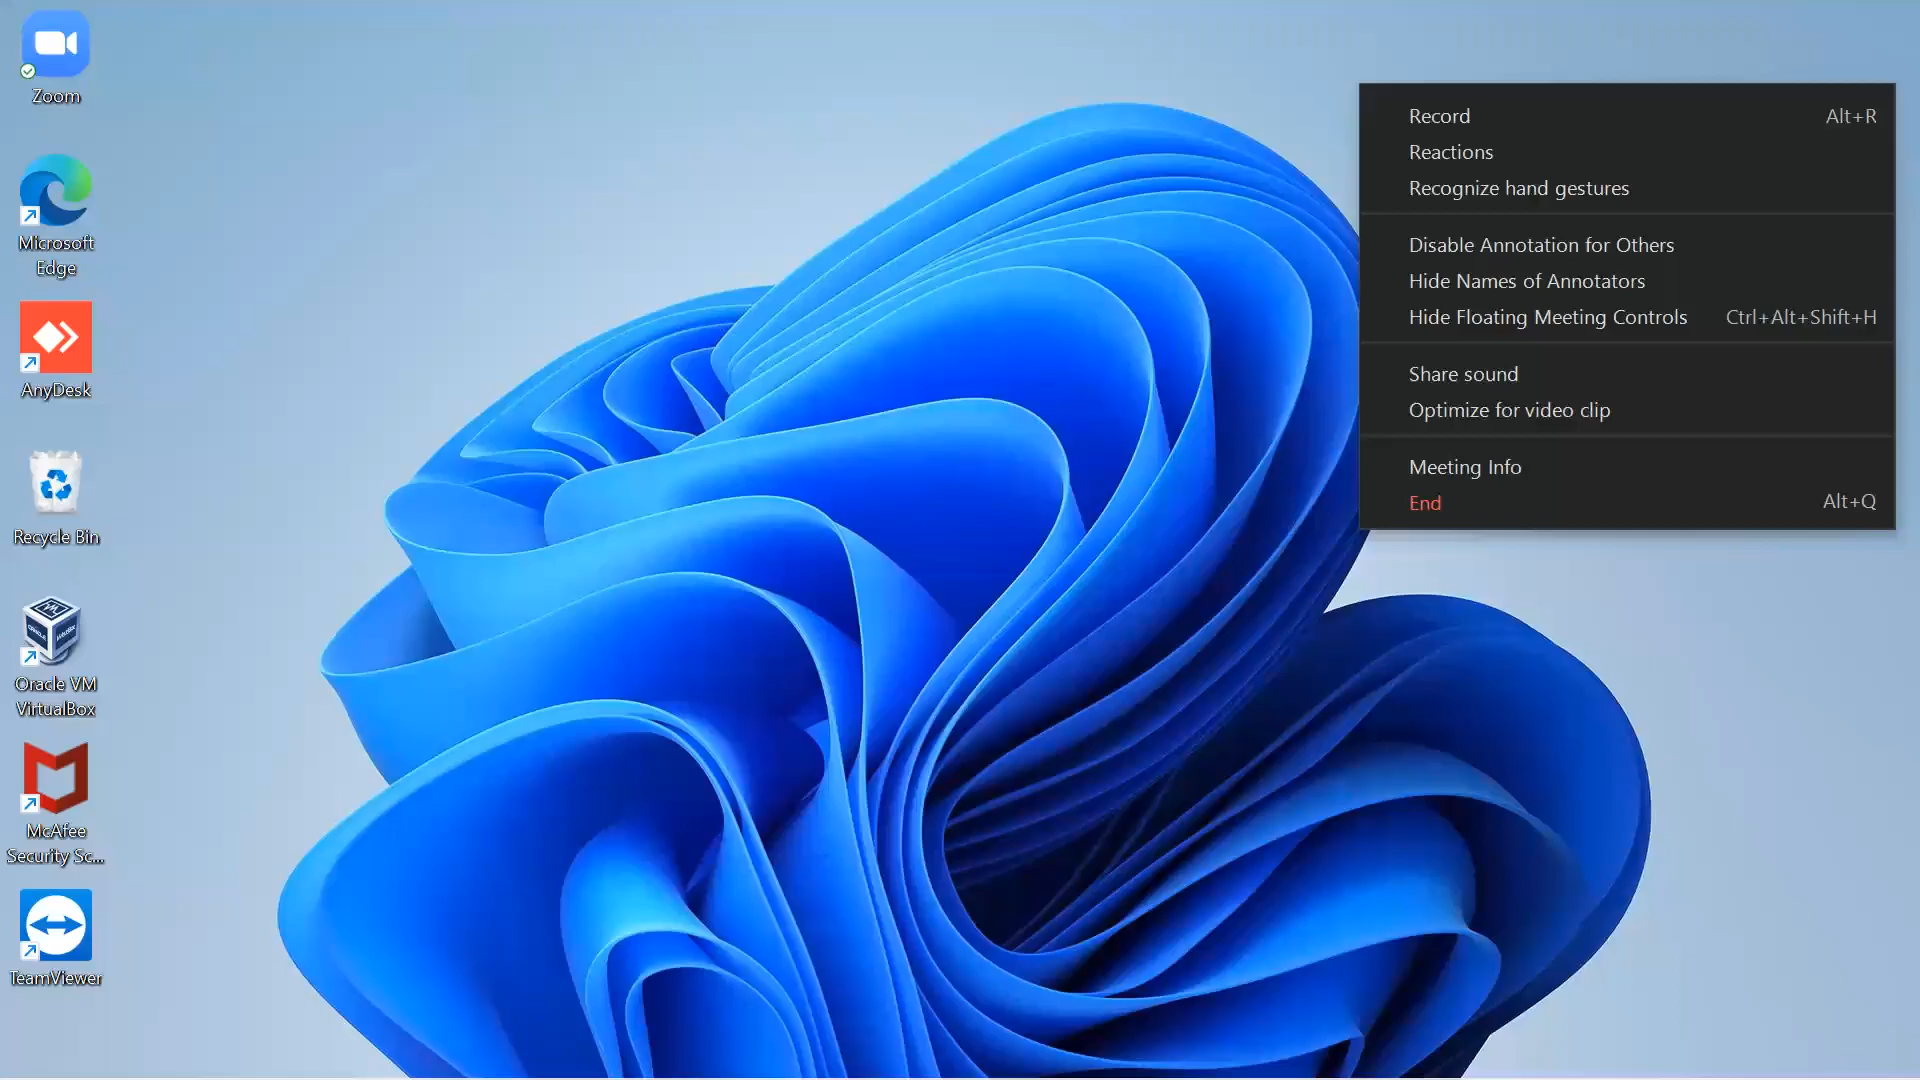 Zoom
Microsoft
Edge
AnyDesk
Recycle Bin
Oracle VM
VirtualBox
McAfee
Security Sc...
TeamViewer
Record Alt+R
Reactions
Recognize hand gestures
Disable Annotation for Others
Hide Names of Annotators
Hide Floating Meeting Controls Ctrl+Alt+Shift+H
Share sound
Optimize for video clip
Meeting Info
End Alt+Q